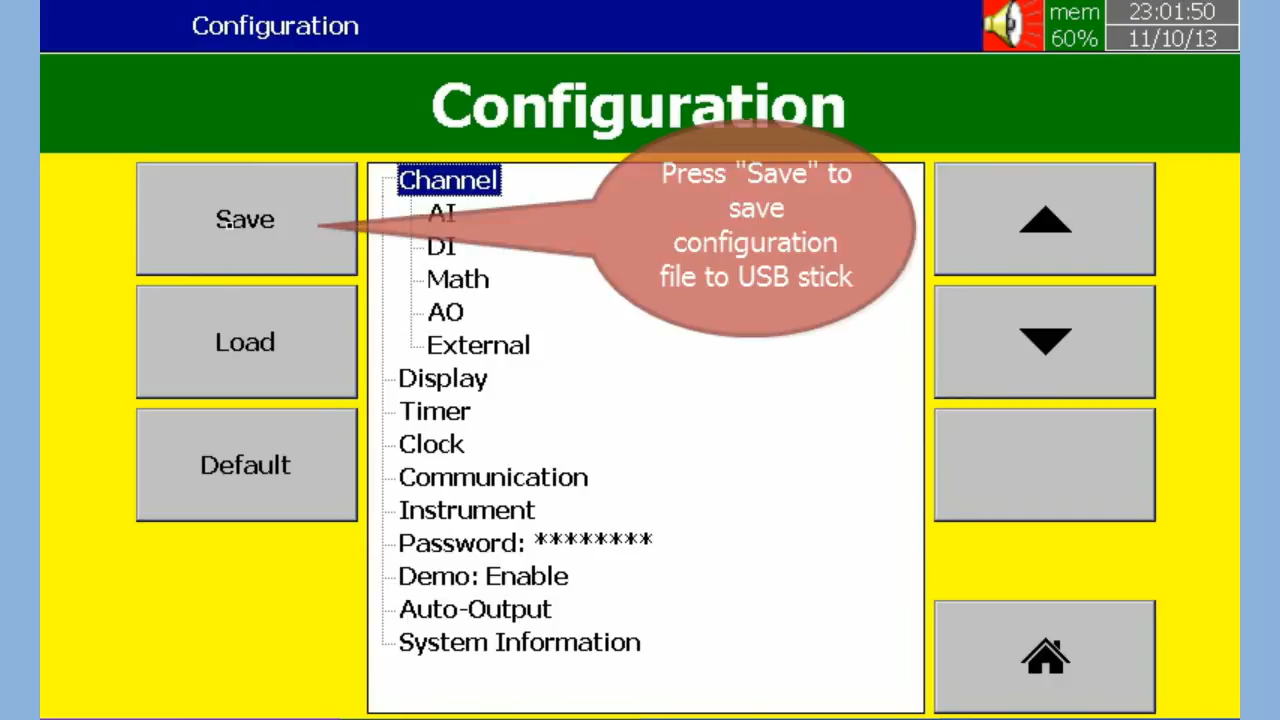 Configuration
mem
60%
23:01:50
11/10/13
Configuration
Save
Load
Default
Channel
AI
DI
Math
AO
External
Display
Timer
Clock
Communication
Instrument
Password: ********
Demo: Enable
Auto-Output
System Information
Press "Save" to
save
configuration
file to USB stick